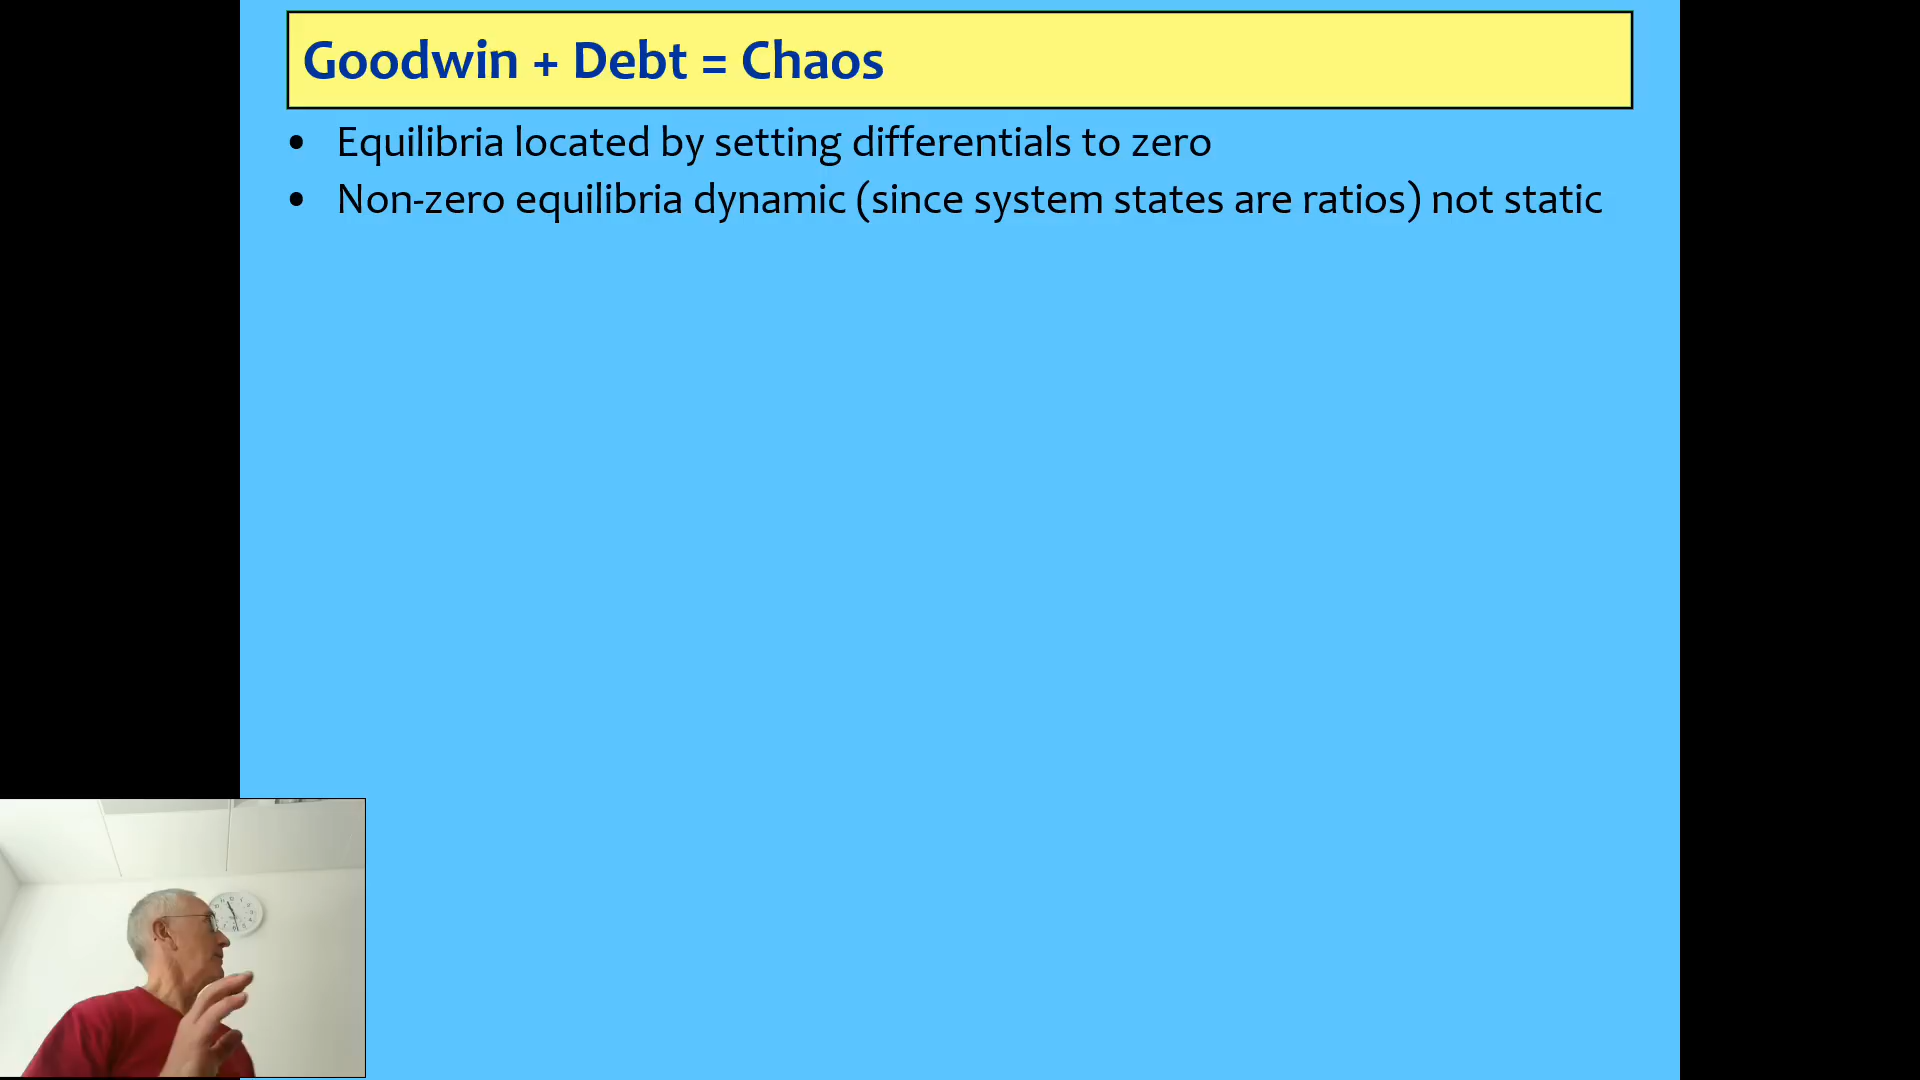 Goodwin + Debt = Chaos
• Equilibria located by setting differentials to zero
• Non-zero equilibria dynamic (since system states are ratios) not static